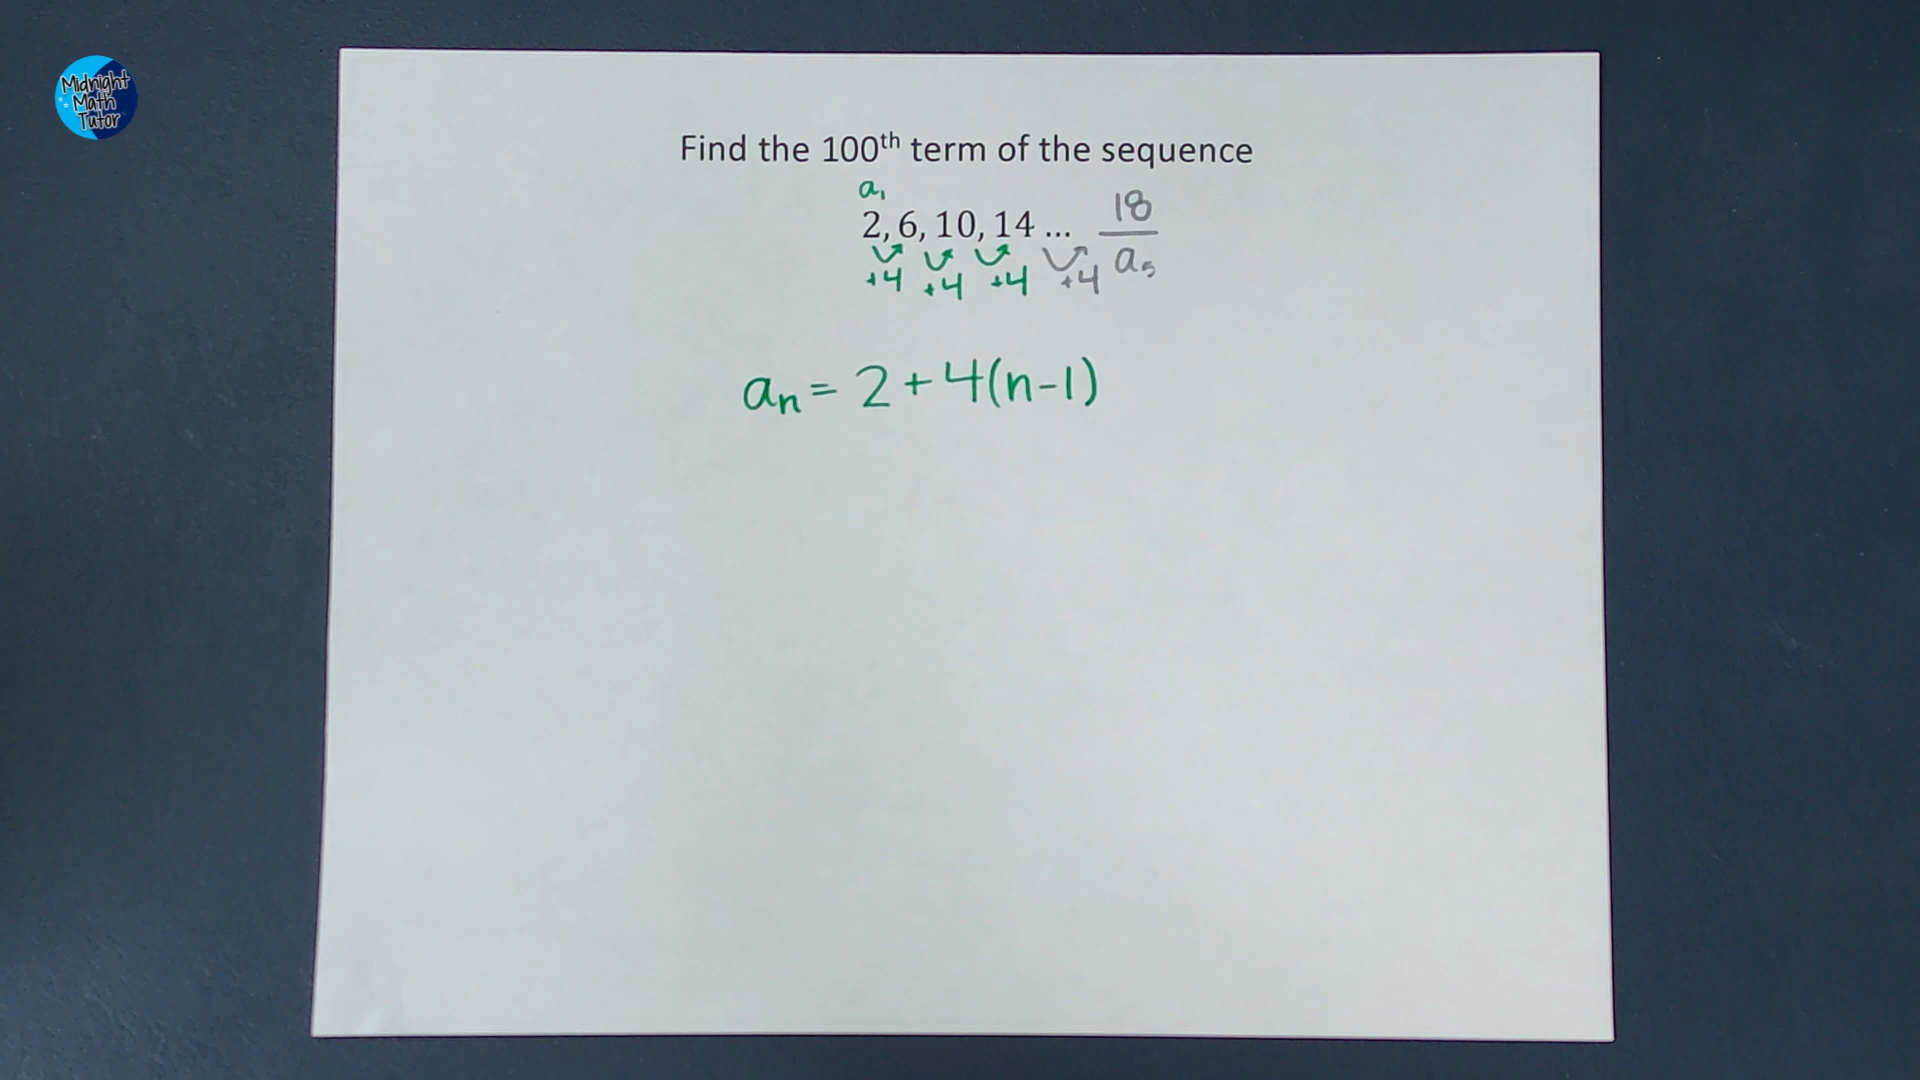 Midnight
Math
Tutor
Find the 100th term of the sequence
a₁
2, 6, 10, 14 ... 18
+4 +4 +4 +4 a₅
aₙ = 2 + 4(n-1)